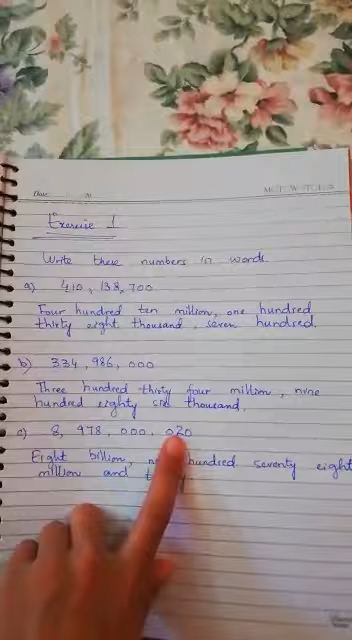 Date 20
Exercise 1
Write these numbers in words.
a) 410, 138, 700
Four hundred ten million, one hundred
thirty eight thousand, seven hundred.
b) 334, 986, 000
Three hundred thirty four million, nine
hundred eighty six thousand.
c) 8, 978, 000, 020
Eight billion, hundred seventy eight
million and